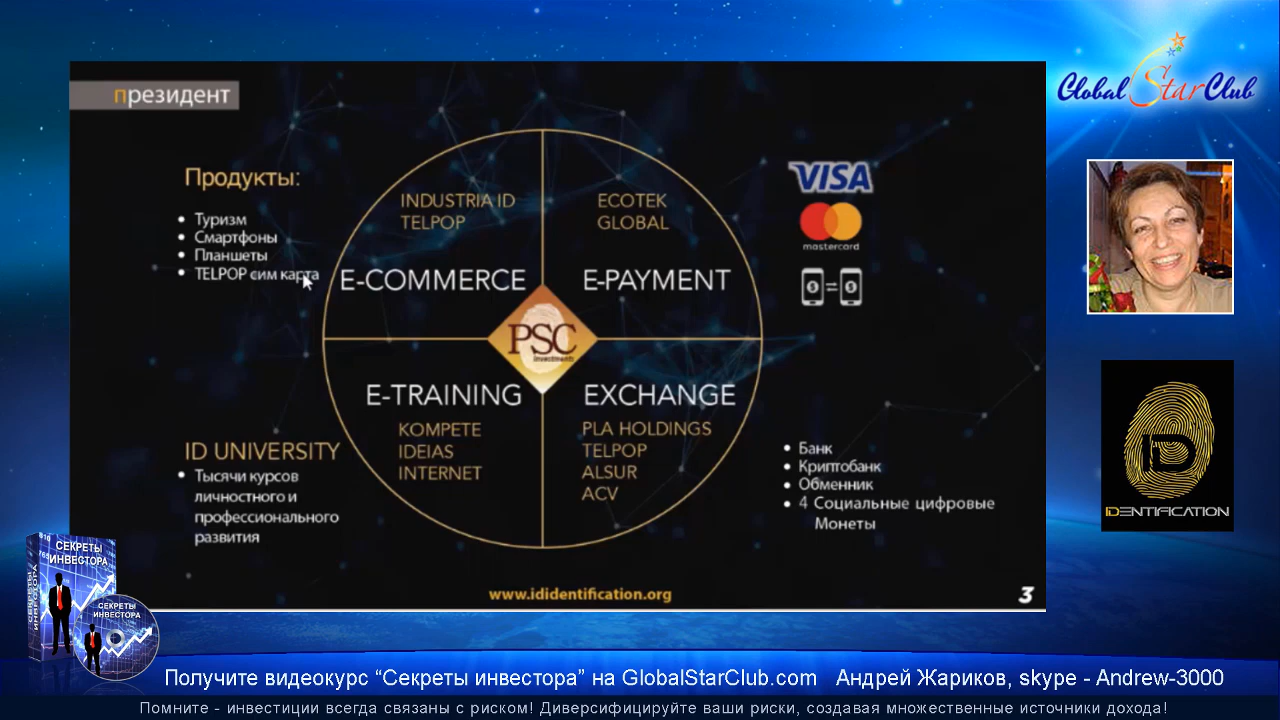 президент
Global Star Club
Продукты:
• Туризм
• Смартфоны
• Планшеты
• TELPOP сим карта
INDUSTRIA ID
TELPOP
E-COMMERCE
ECOTEK
GLOBAL
E-PAYMENT
VISA
mastercard
PSC
investments
E-TRAINING
KOMPETE
IDEIAS
INTERNET
EXCHANGE
PLA HOLDINGS
TELPOP
ALSUR
ACV
ID UNIVERSITY
• Тысячи курсов
личностного и
профессионального
развития
• Банк
• Криптобанк
• Обменник
• 4 Социальные цифровые
Монеты
ID
IDENTIFICATION
www.ididentification.org
3
СЕКРЕТЫ
ИНВЕСТОРА
СЕКРЕТЫ
ИНВЕСТОРА
Получите видеокурс “Секреты инвестора” на GlobalStarClub.com Андрей Жариков, skype - Andrew-3000
Помните - инвестиции всегда связаны с риском! Диверсифицируйте ваши риски, создавая множественные источники дохода!